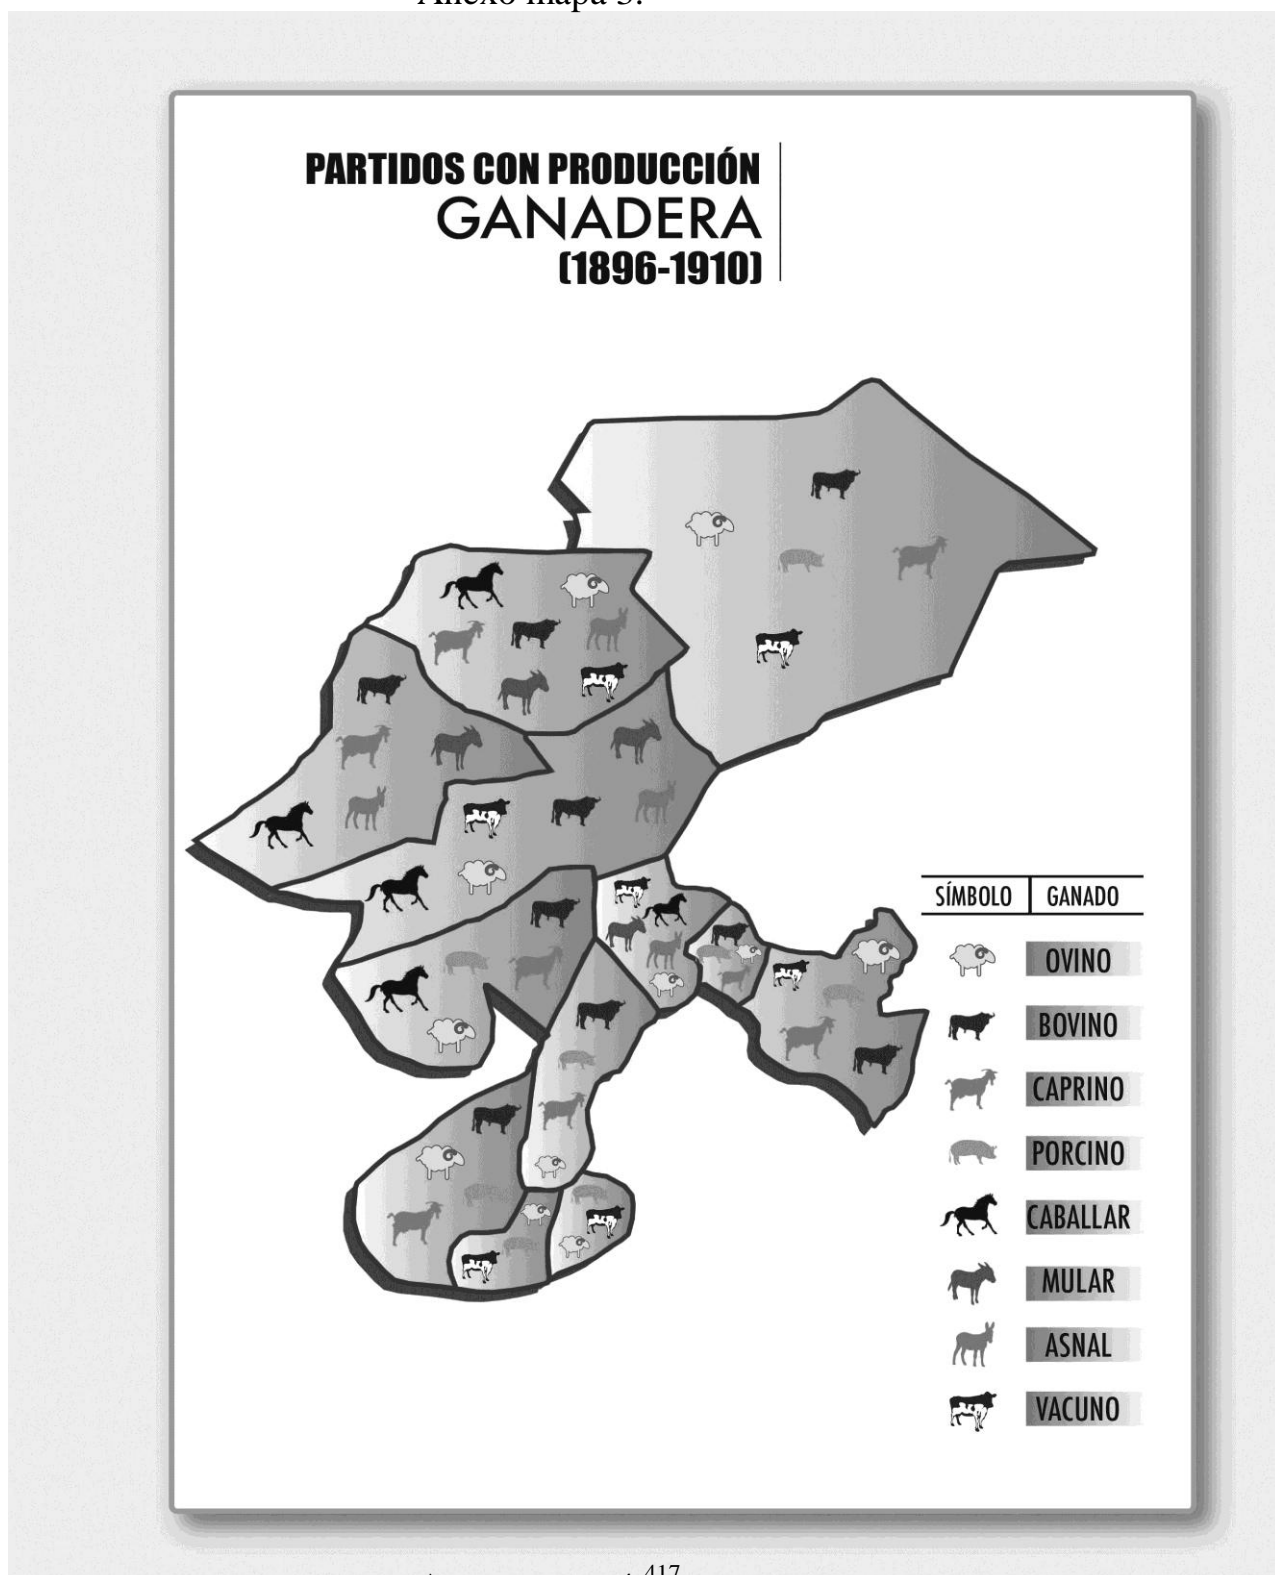 Anexo mapa 3.
PARTIDOS CON PRODUCCIÓN
GANADERA
(1896-1910)
SÍMBOLO GANADO
OVINO
BOVINO
CAPRINO
PORCINO
CABALLAR
MULAR
ASNAL
VACUNO
417